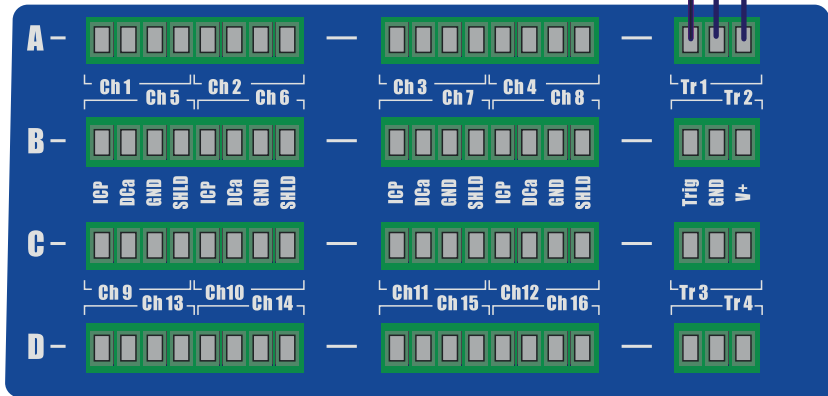 A
Ch 1 Ch 2 Ch 3 Ch 4 Tr 1
Ch 5 Ch 6 Ch 7 Ch 8 Tr 2
B
ICP DCa GND SHLD ICP DCa GND SHLD ICP DCa GND SHLD ICP DCa GND SHLD Trig GND V+
C
Ch 9 Ch10 Ch11 Ch12 Tr 3
Ch 13 Ch 14 Ch 15 Ch 16 Tr 4
D